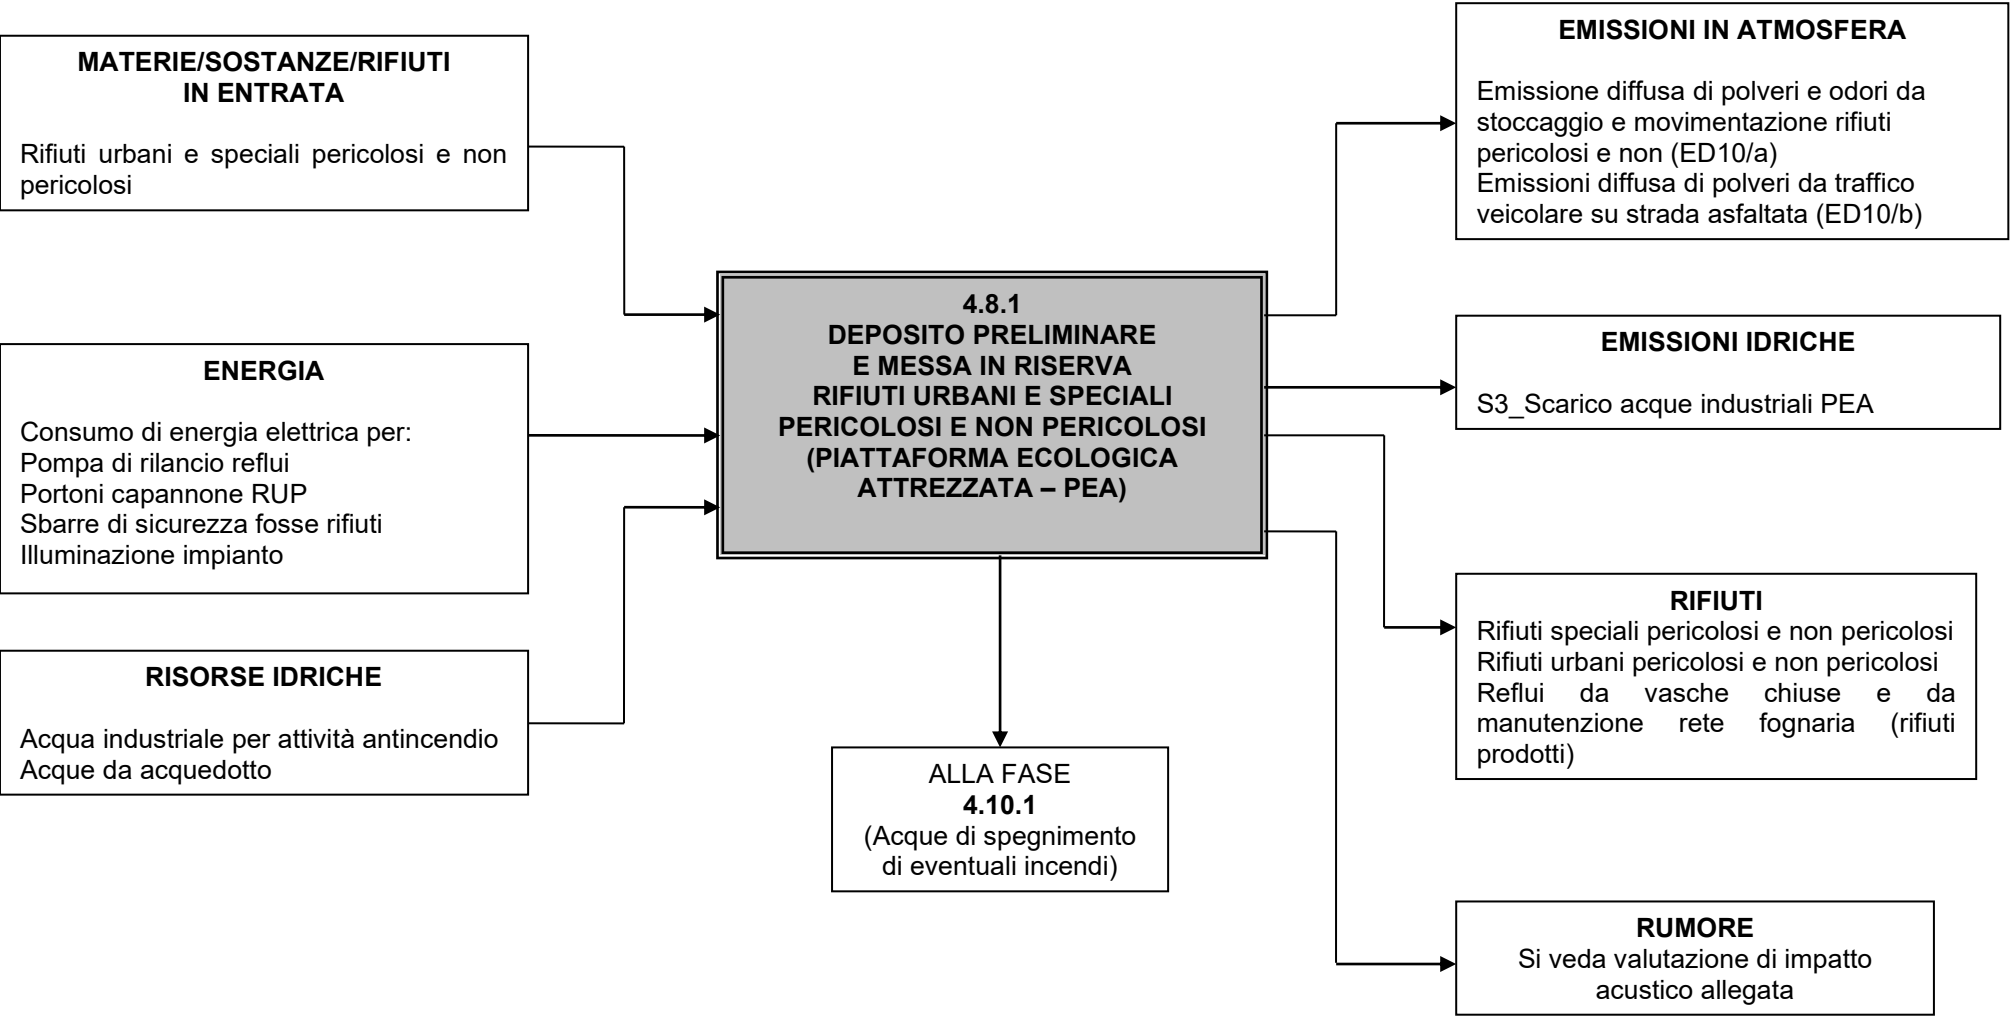 MATERIE/SOSTANZE/RIFIUTI
IN ENTRATA
Rifiuti urbani e speciali pericolosi e non
pericolosi
ENERGIA
Consumo di energia elettrica per:
Pompa di rilancio reflui
Portoni capannone RUP
Sbarre di sicurezza fosse rifiuti
Illuminazione impianto
RISORSE IDRICHE
Acqua industriale per attività antincendio
Acque da acquedotto
4.8.1
DEPOSITO PRELIMINARE
E MESSA IN RISERVA
RIFIUTI URBANI E SPECIALI
PERICOLOSI E NON PERICOLOSI
(PIATTAFORMA ECOLOGICA
ATTREZZATA – PEA)
ALLA FASE
4.10.1
(Acque di spegnimento
di eventuali incendi)
EMISSIONI IN ATMOSFERA
Emissione diffusa di polveri e odori da
stoccaggio e movimentazione rifiuti
pericolosi e non (ED10/a)
Emissioni diffusa di polveri da traffico
veicolare su strada asfaltata (ED10/b)
EMISSIONI IDRICHE
S3_Scarico acque industriali PEA
RIFIUTI
Rifiuti speciali pericolosi e non pericolosi
Rifiuti urbani pericolosi e non pericolosi
Reflui da vasche chiuse e da
manutenzione rete fognaria (rifiuti
prodotti)
RUMORE
Si veda valutazione di impatto
acustico allegata